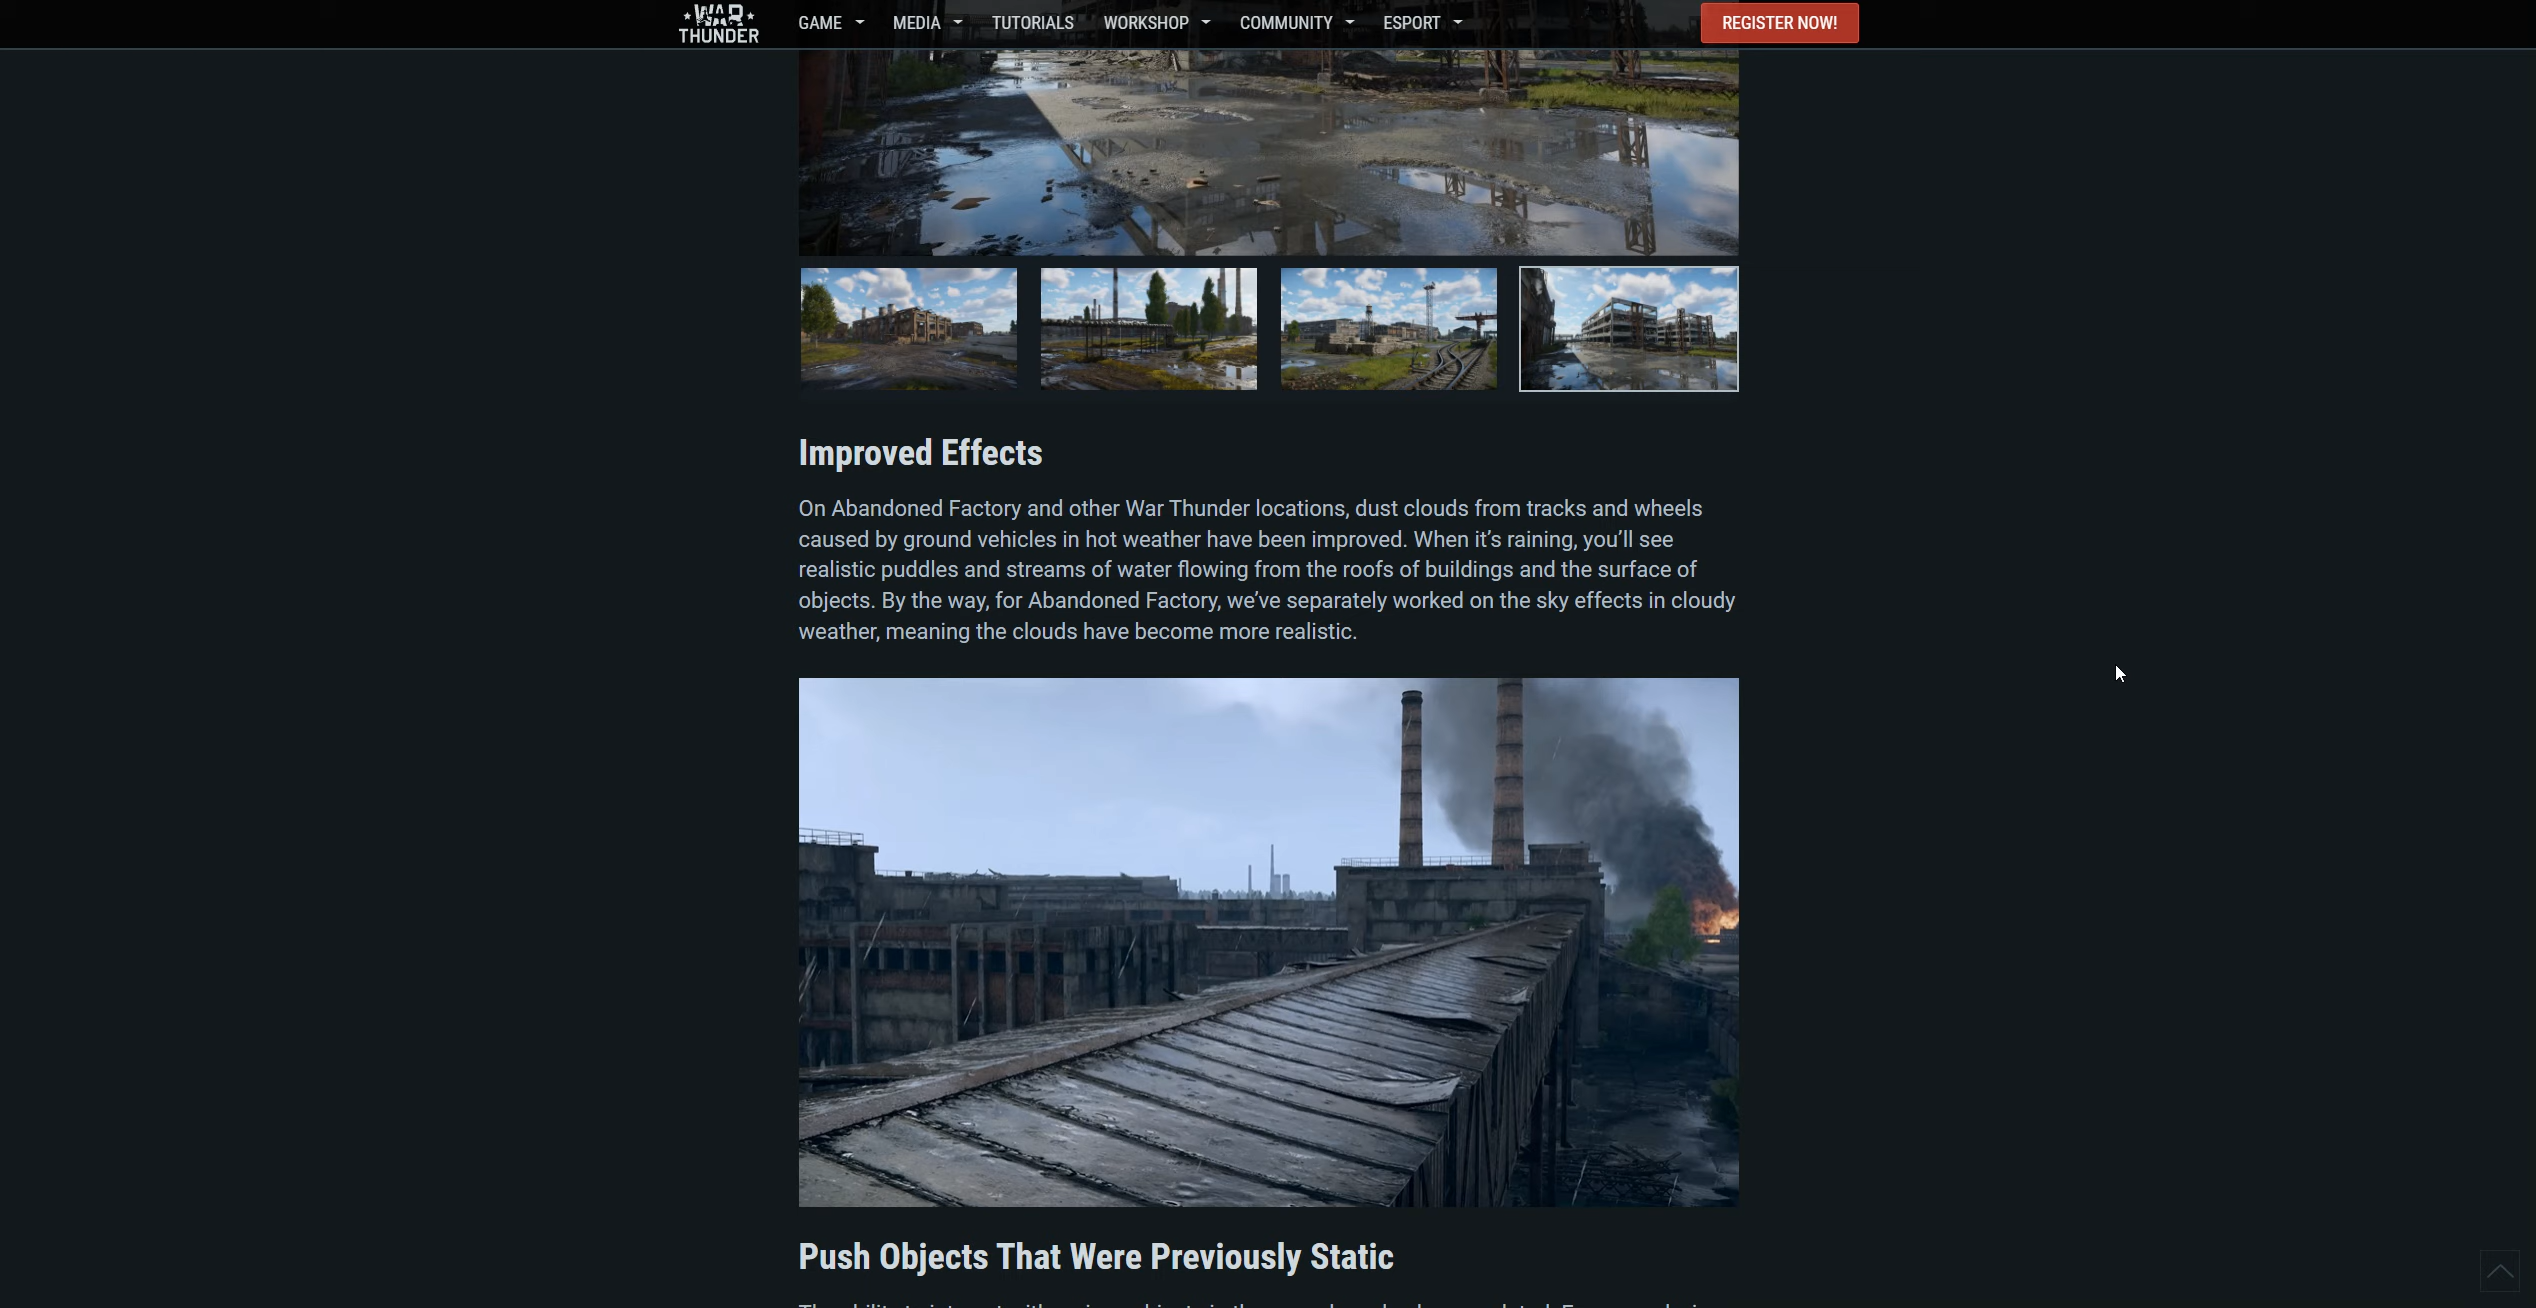 WAR
THUNDER
GAME
MEDIA
TUTORIALS
WORKSHOP
COMMUNITY
ESPORT
REGISTER NOW!
Improved Effects
On Abandoned Factory and other War Thunder locations, dust clouds from tracks and wheels
caused by ground vehicles in hot weather have been improved. When it’s raining, you’ll see
realistic puddles and streams of water flowing from the roofs of buildings and the surface of
objects. By the way, for Abandoned Factory, we’ve separately worked on the sky effects in cloudy
weather, meaning the clouds have become more realistic.
Push Objects That Were Previously Static